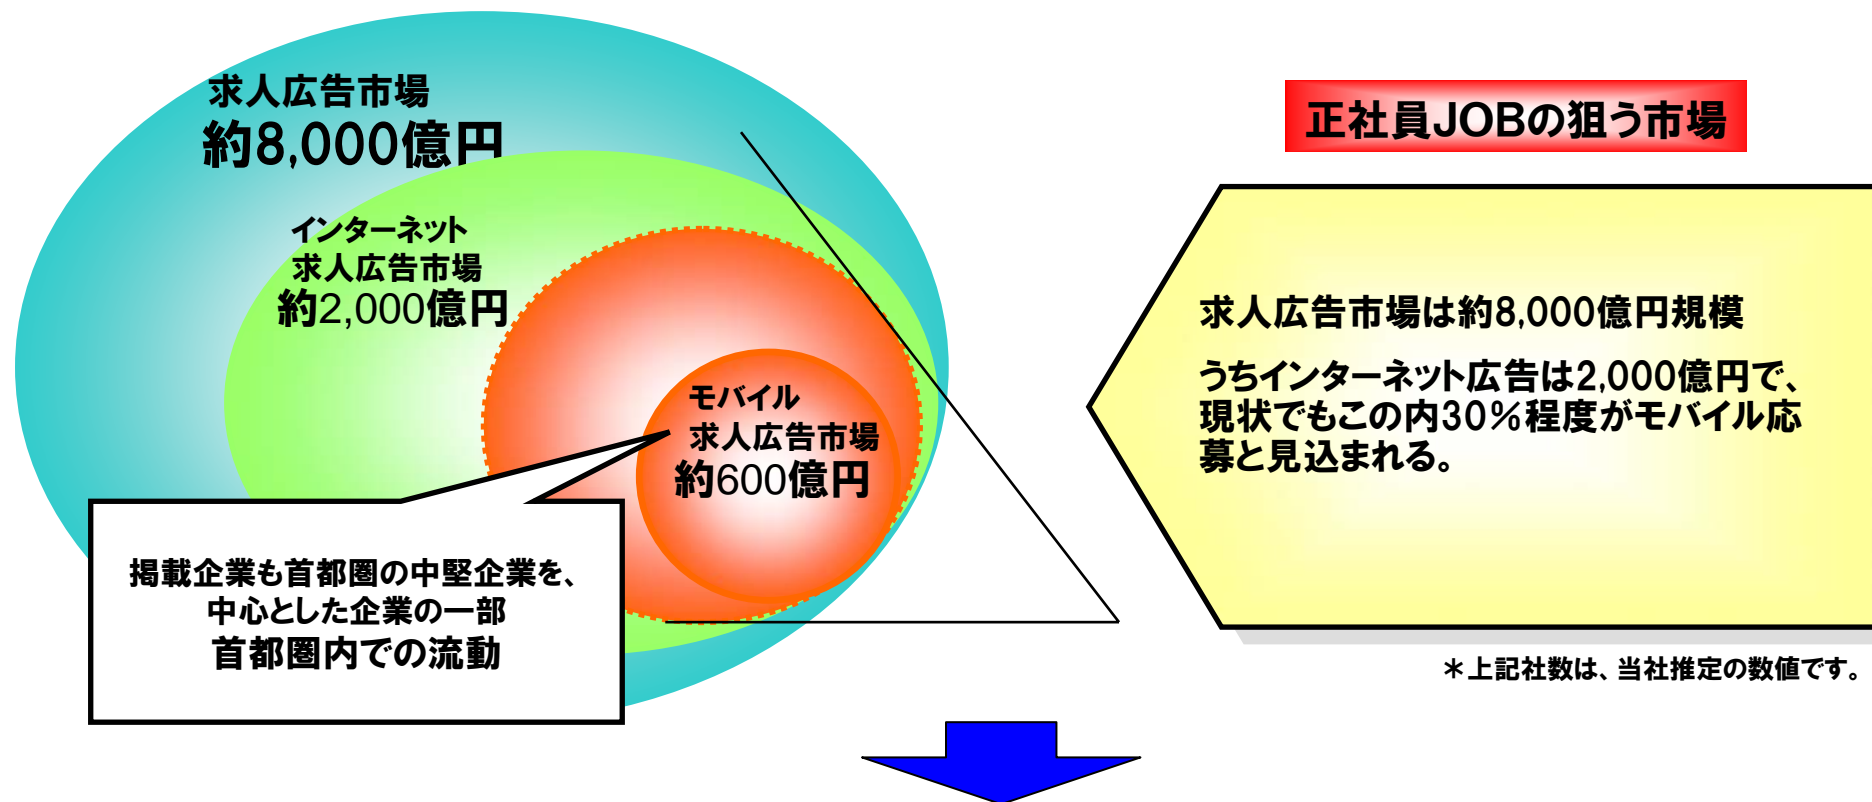 求人広告市場
約8,000億円
インターネット
求人広告市場
約2,000億円
モバイル
求人広告市場
約600億円
掲載企業も首都圏の中堅企業を、
中心とした企業の一部
首都圏内での流動
正社員JOBの狙う市場
求人広告市場は約8,000億円規模
うちインターネット広告は2,000億円で、
現状でもこの内30％程度がモバイル応
募と見込まれる。
＊上記社数は、当社推定の数値です。